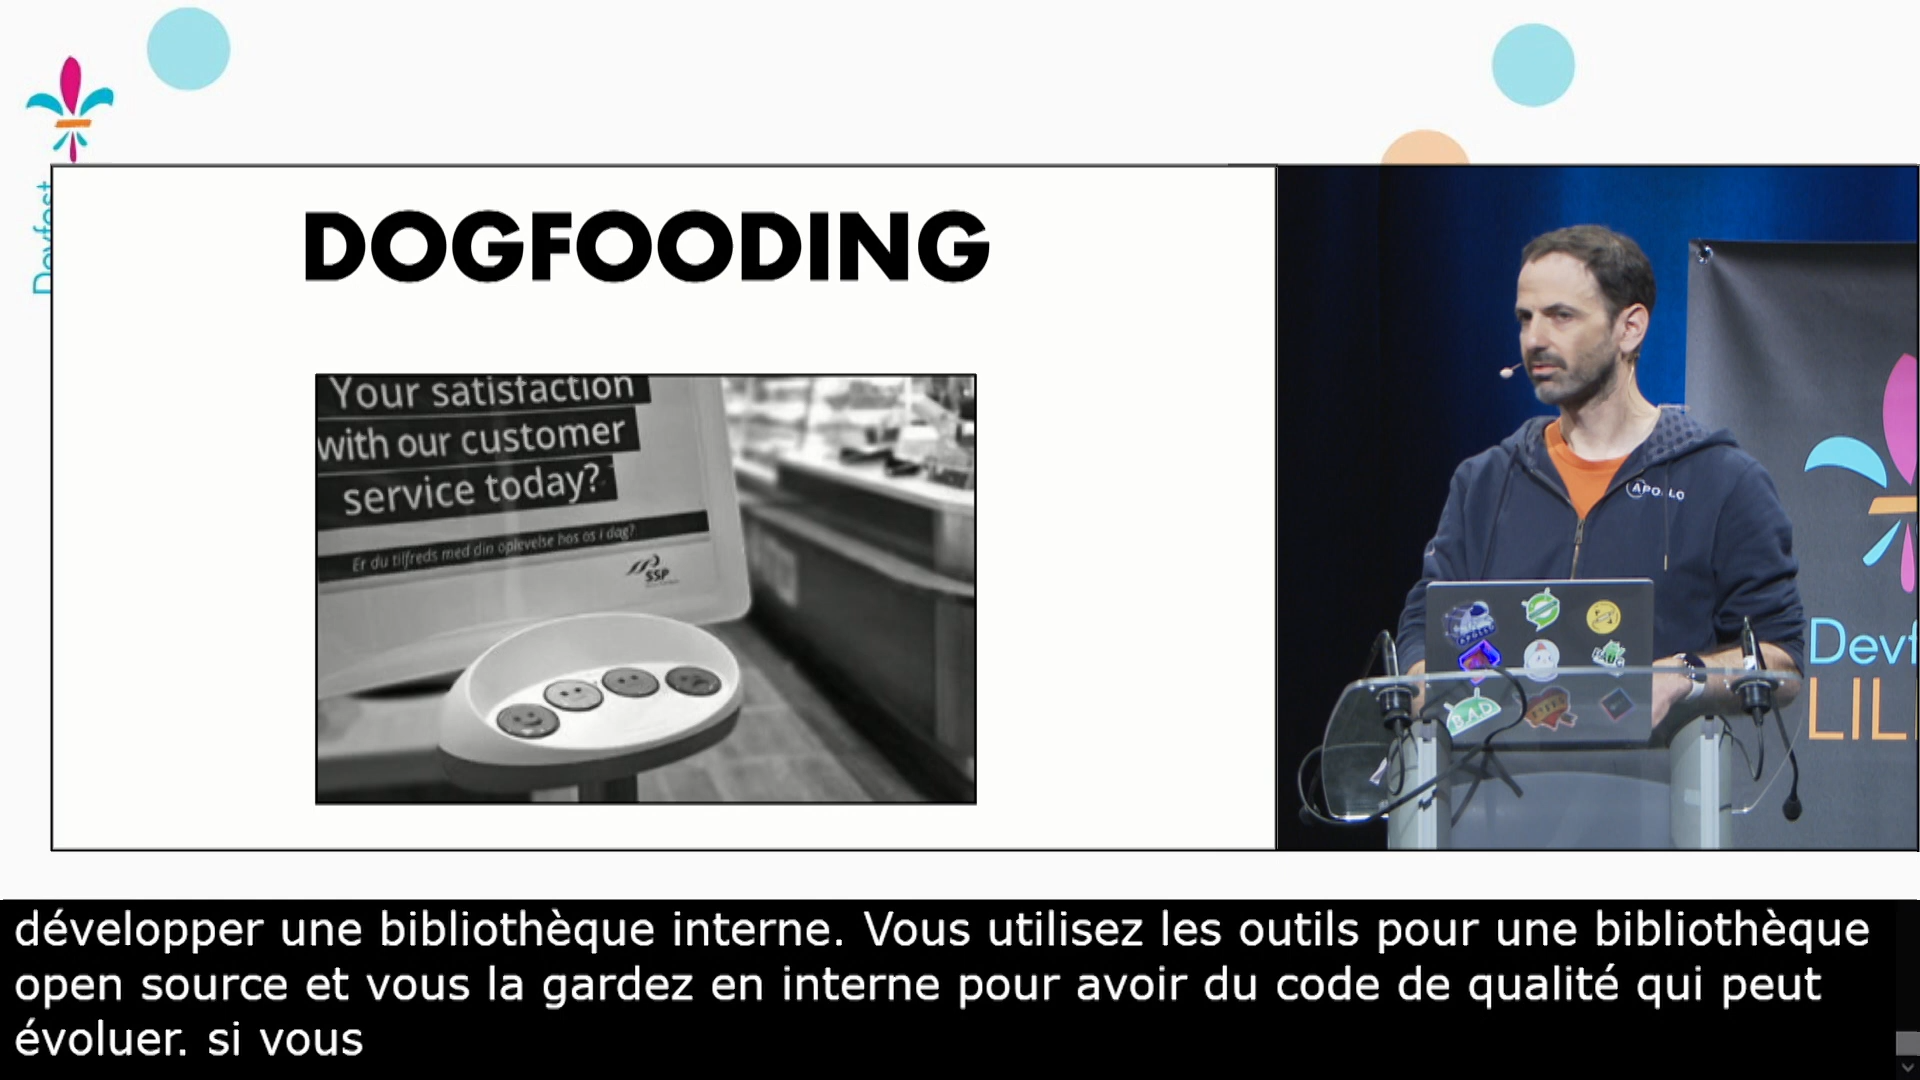 Devfest
DOGFOODING
Your satisfaction
with our customer
service today?
Er du tilfreds med din oplevelse hos os i dag?
SSP
APOLLO
B.A.D
Devf
LIL
développer une bibliothèque interne. Vous utilisez les outils pour une bibliothèque
open source et vous la gardez en interne pour avoir du code de qualité qui peut
évoluer. si vous